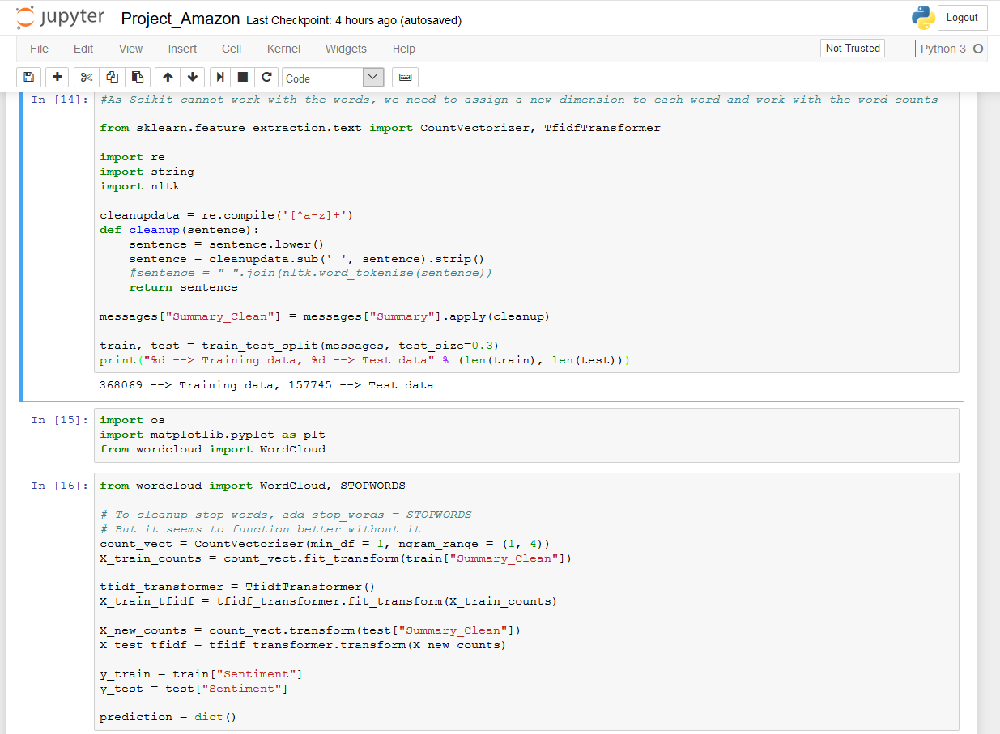 jupyter Project_Amazon Last Checkpoint: 4 hours ago (autosaved) Logout
File Edit View Insert Cell Kernel Widgets Help Not Trusted Python 3
Code
In [14]: #As Scikit cannot work with the words, we need to assign a new dimension to each word and work with the word counts
from sklearn.feature_extraction.text import CountVectorizer, TfidfTransformer
import re
import string
import nltk
cleanupdata = re.compile('[^a-z]+')
def cleanup(sentence):
    sentence = sentence.lower()
    sentence = cleanupdata.sub(' ', sentence).strip()
    #sentence = " ".join(nltk.word_tokenize(sentence))
    return sentence
messages["Summary_Clean"] = messages["Summary"].apply(cleanup)
train, test = train_test_split(messages, test_size=0.3)
print("%d --> Training data, %d --> Test data" % (len(train), len(test)))
368069 --> Training data, 157745 --> Test data
In [15]: import os
import matplotlib.pyplot as plt
from wordcloud import WordCloud
In [16]: from wordcloud import WordCloud, STOPWORDS
# To cleanup stop words, add stop_words = STOPWORDS
# But it seems to function better without it
count_vect = CountVectorizer(min_df = 1, ngram_range = (1, 4))
X_train_counts = count_vect.fit_transform(train["Summary_Clean"])
tfidf_transformer = TfidfTransformer()
X_train_tfidf = tfidf_transformer.fit_transform(X_train_counts)
X_new_counts = count_vect.transform(test["Summary_Clean"])
X_test_tfidf = tfidf_transformer.transform(X_new_counts)
y_train = train["Sentiment"]
y_test = test["Sentiment"]
prediction = dict()